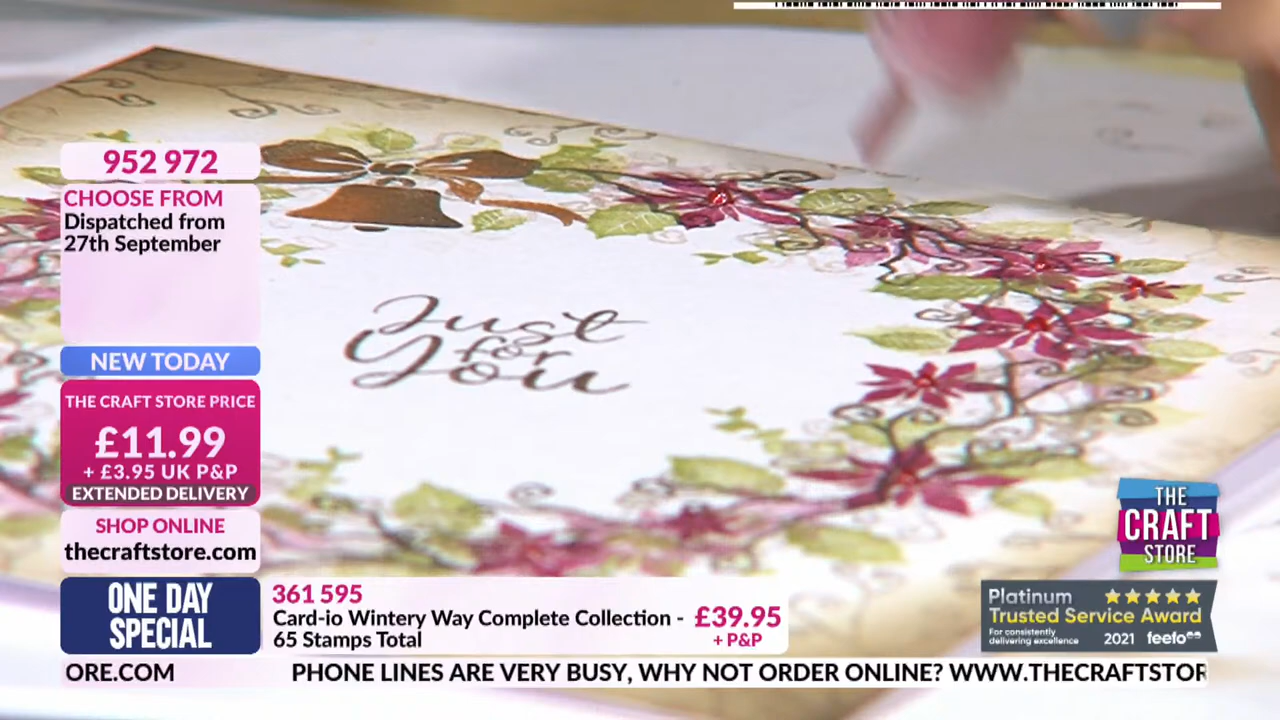 952 972
CHOOSE FROM
Dispatched from
27th September
NEW TODAY
THE CRAFT STORE PRICE
£11.99
+ £3.95 UK P&P
EXTENDED DELIVERY
SHOP ONLINE
thecraftstore.com
Just
for
You
THE
CRAFT
STORE
ONE DAY
SPECIAL
361 595
Card-io Wintery Way Complete Collection -
65 Stamps Total
£39.95
+ P&P
Platinum
Trusted Service Award
For consistently
delivering excellence
2021 feefo
ORE.COM PHONE LINES ARE VERY BUSY, WHY NOT ORDER ONLINE? WWW.THECRAFTSTOR